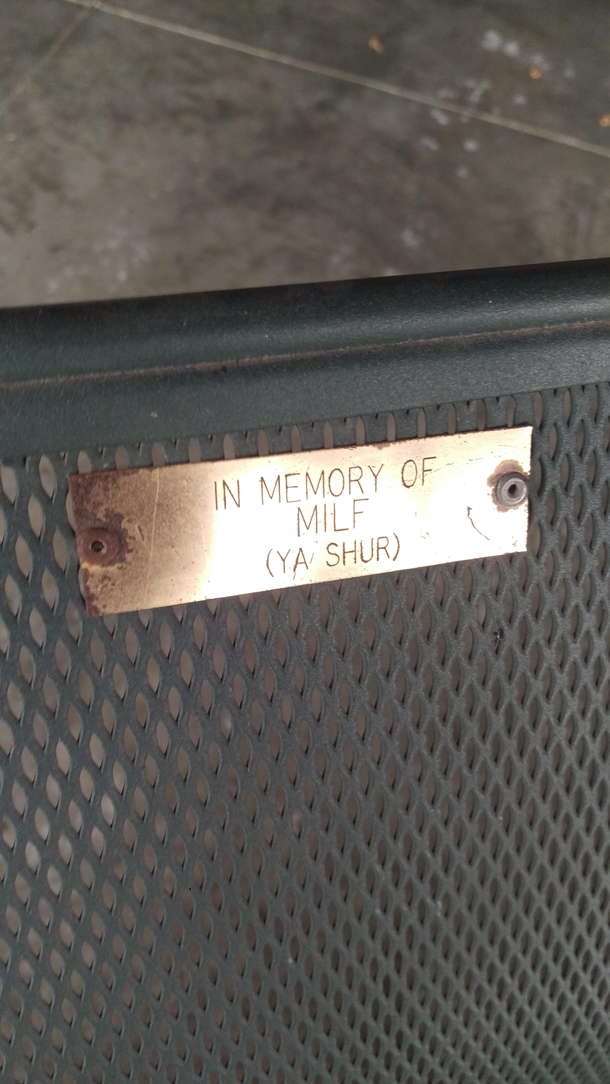 IN MEMORY OF
MILF
(YA SHUR)